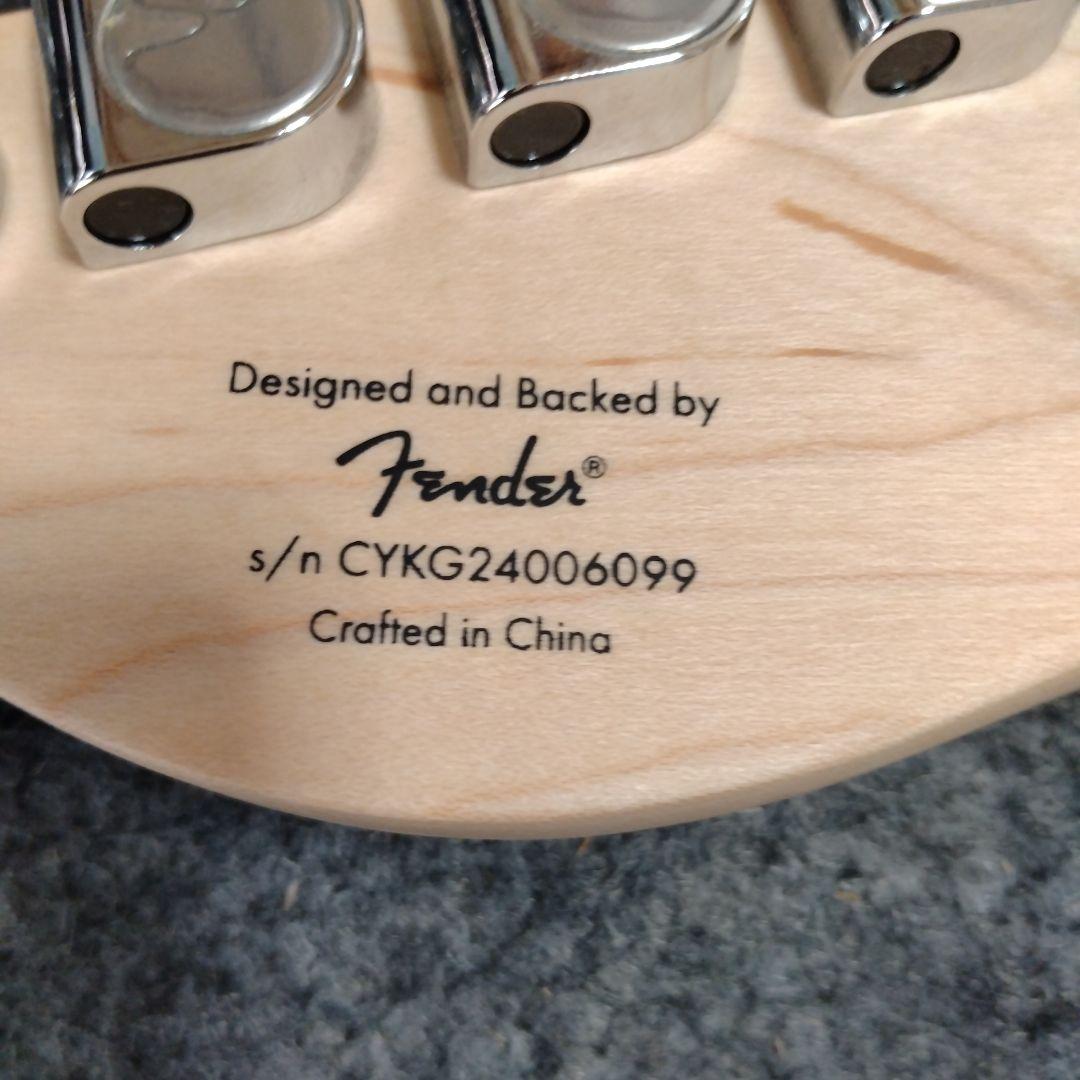 Designed and Backed by
Fender®
s/n CYKG24006099
Crafted in China